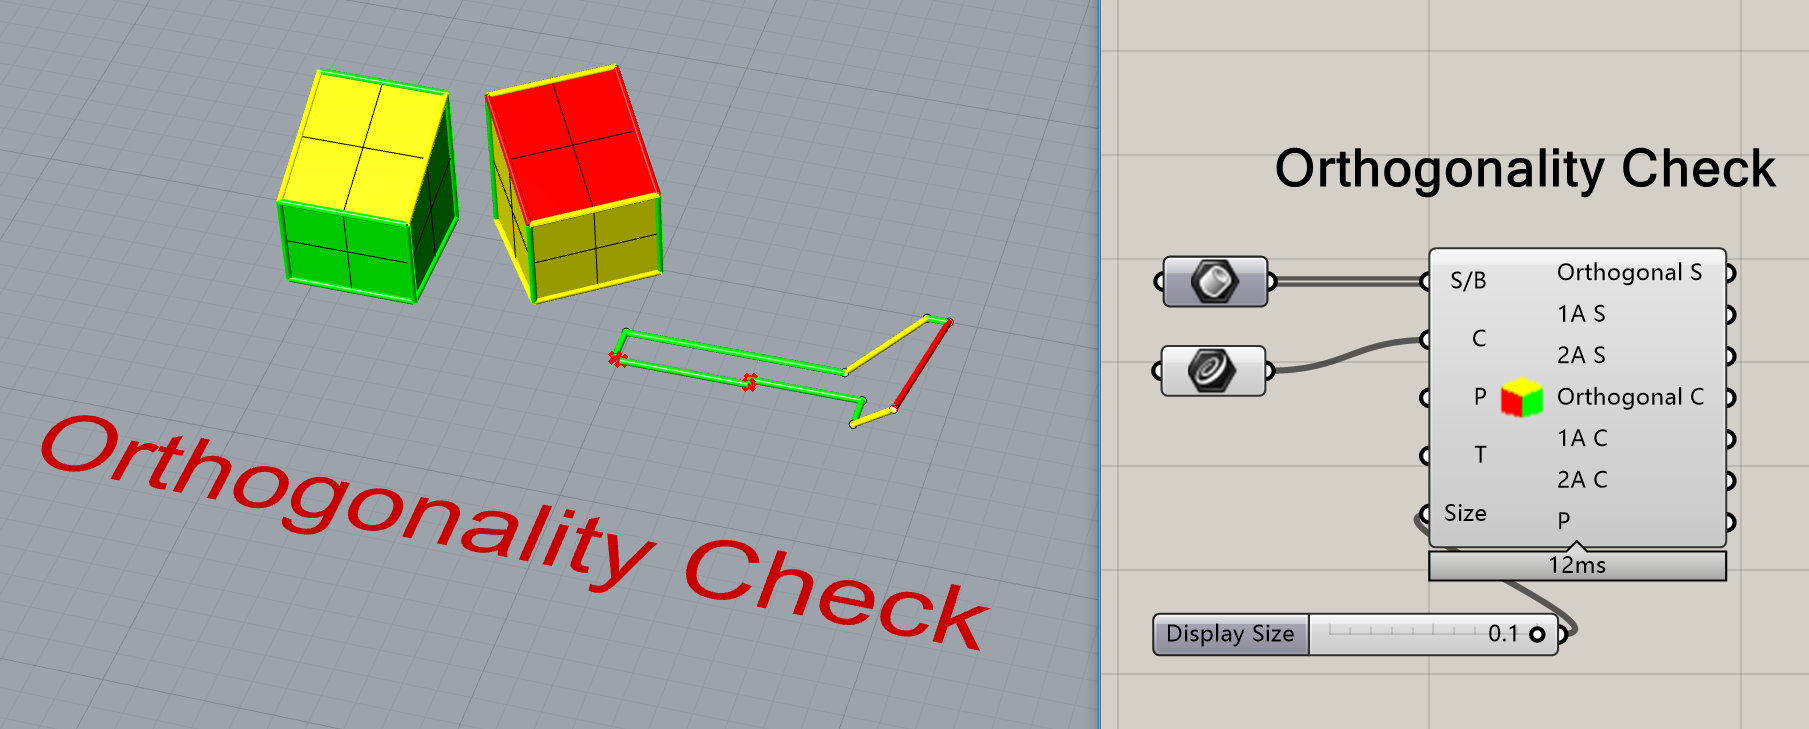 Orthogonality Check
Orthogonality Check
S/B
C
P
T
Size
Orthogonal S
1A S
2A S
Orthogonal C
1A C
2A C
P
12ms
Display Size
0.1